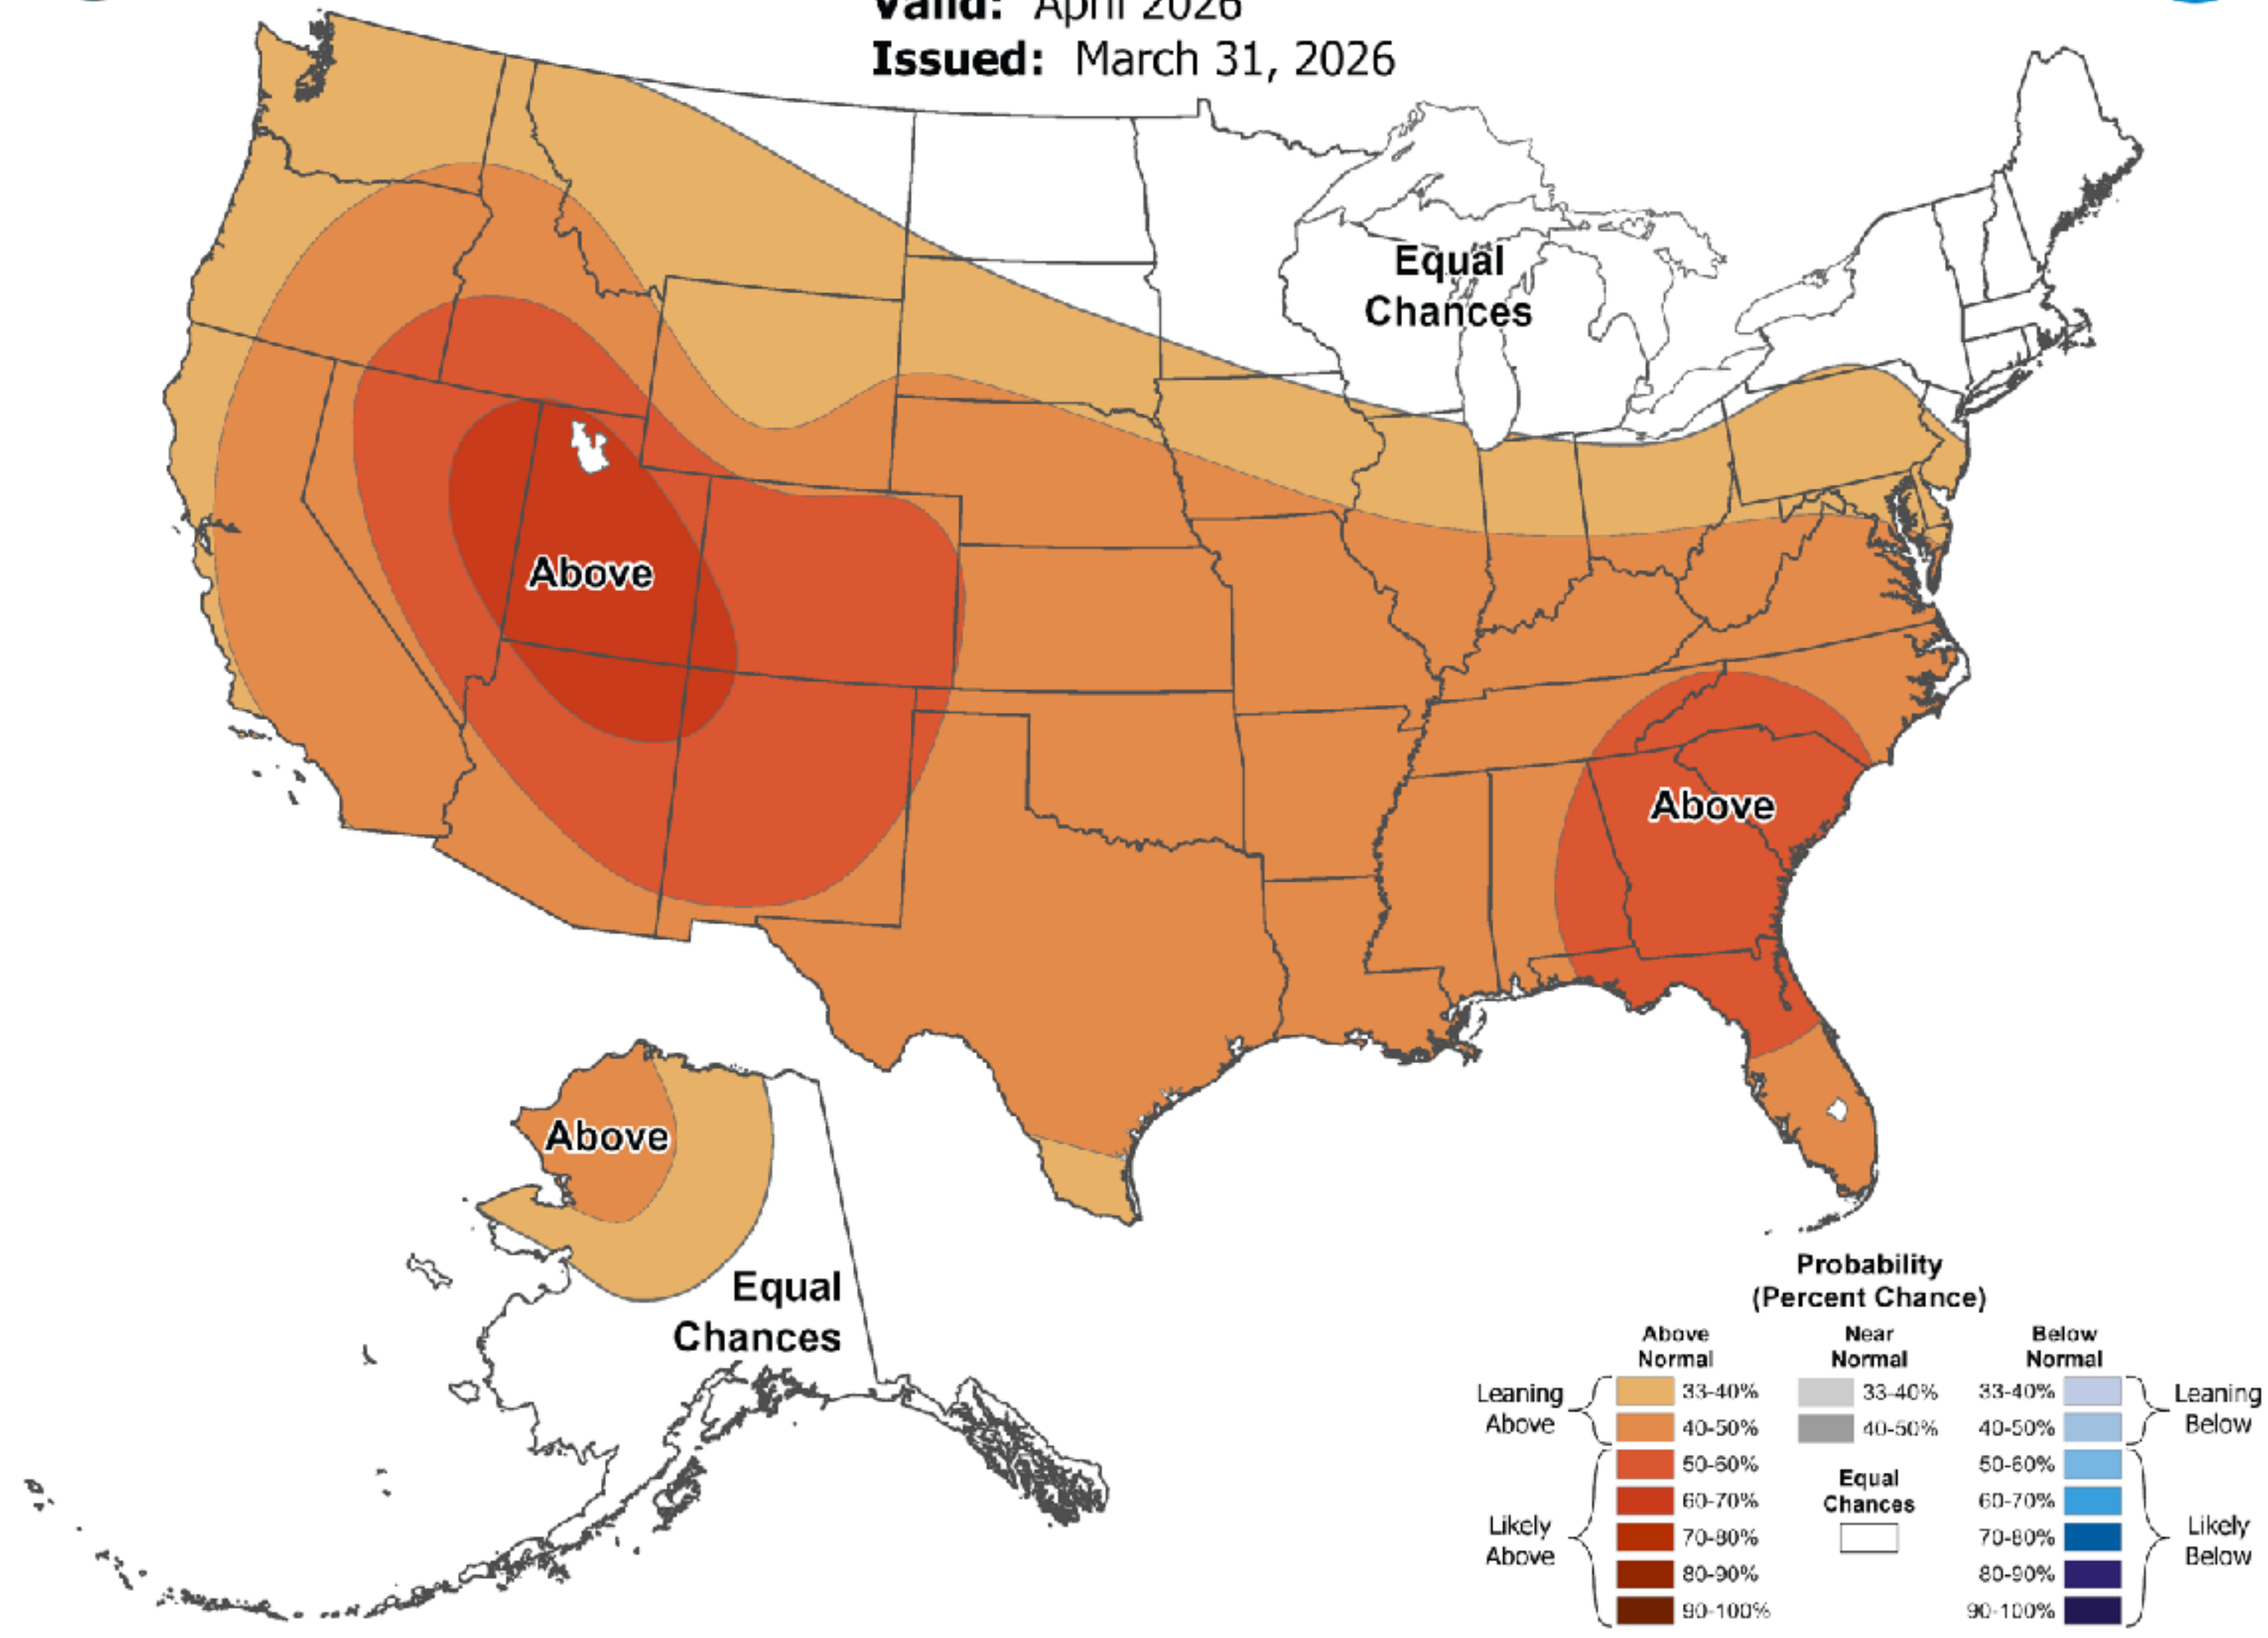 Valid: April 2026
Issued: March 31, 2026
Equal
Chances
Above
Above
Above
Equal
Chances
Probability
(Percent Chance)
Above
Normal
Near
Normal
Below
Normal
Leaning
Above
33-40%
40-50%
50-60%
60-70%
70-80%
80-90%
90-100%
Likely
Above
33-40%
40-50%
Equal
Chances
33-40%
40-50%
50-60%
60-70%
70-80%
80-90%
90-100%
Leaning
Below
Likely
Below